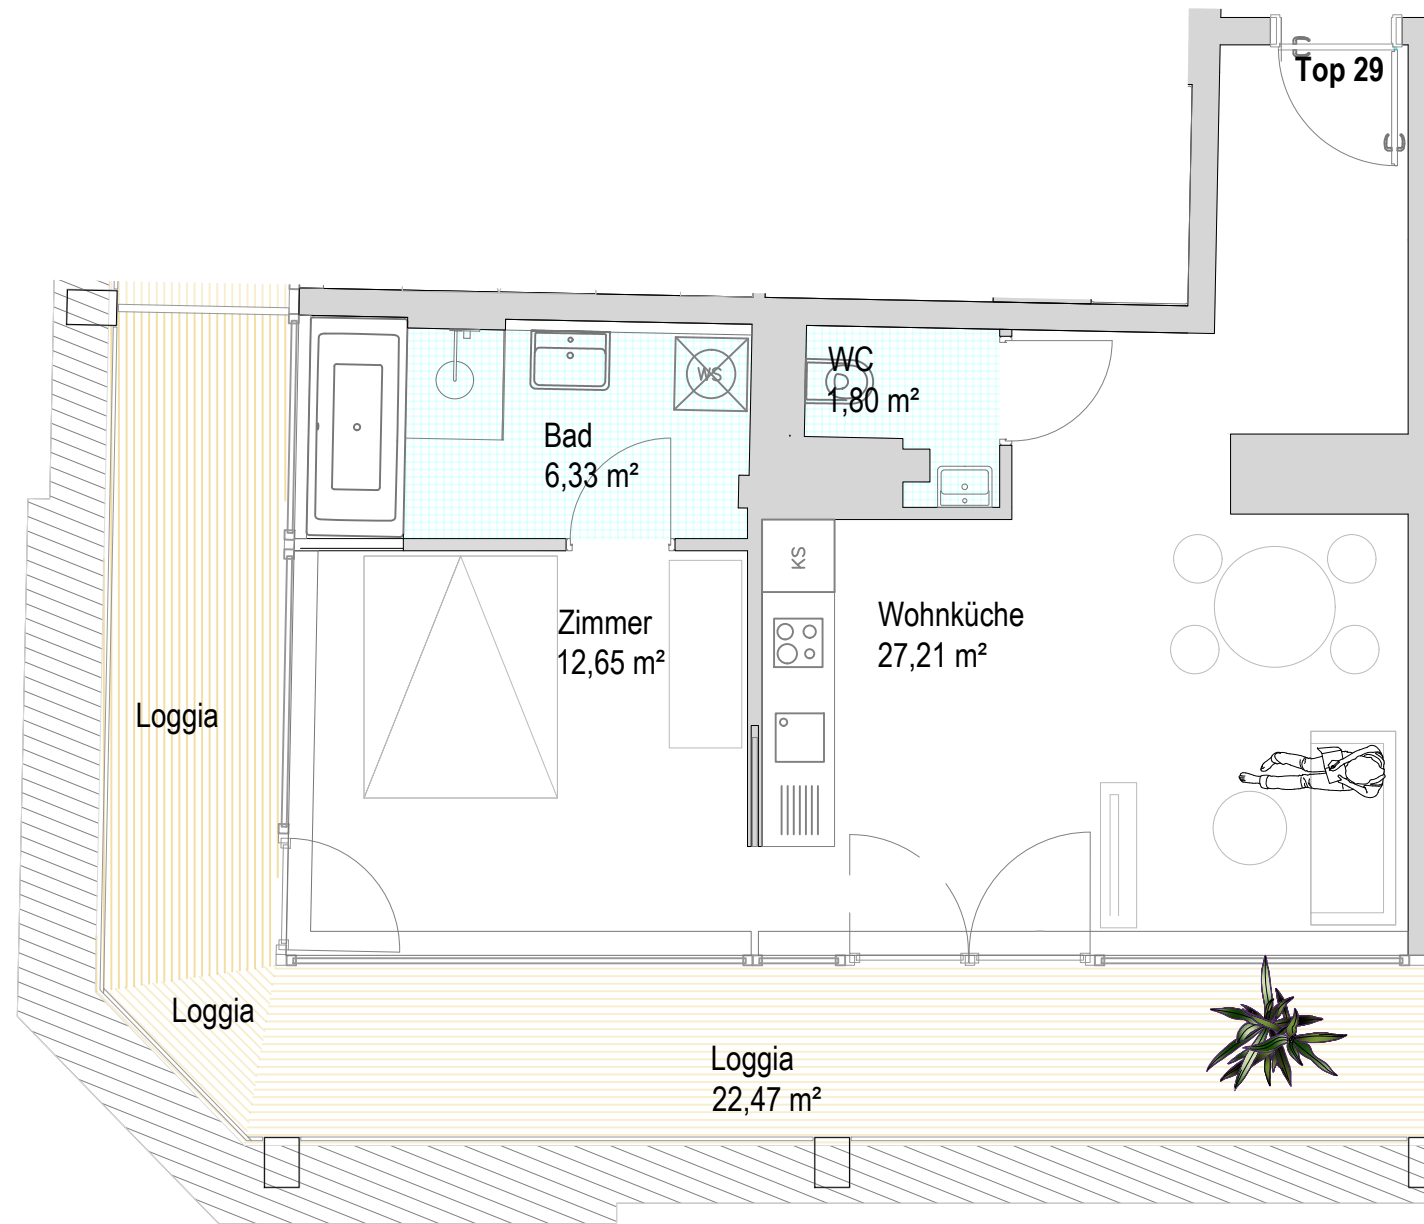 Top 29
WC
1,80 m²
WS
Bad
6,33 m²
KS
Zimmer
12,65 m²
Wohnküche
27,21 m²
Loggia
Loggia
Loggia
22,47 m²